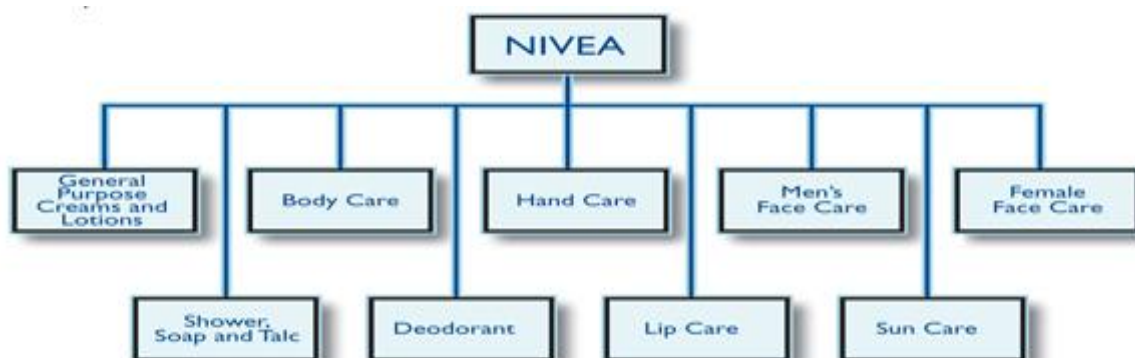 NIVEA
General
Purpose
Creams and
Lotions
Body Care
Hand Care
Men's
Face Care
Female
Face Care
Shower,
Soap and Talc
Deodorant
Lip Care
Sun Care